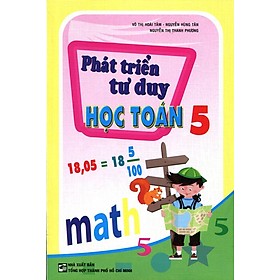 VÕ THỊ HOÀI TÂM - NGUYỄN HÙNG TÂN
NGUYỄN THỊ THANH PHƯƠNG
Phát triển
tư duy
HỌC TOÁN 5
18,05 = 18 5/100
math
5
5
NHÀ XUẤT BẢN
TỔNG HỢP THÀNH PHỐ HỒ CHÍ MINH